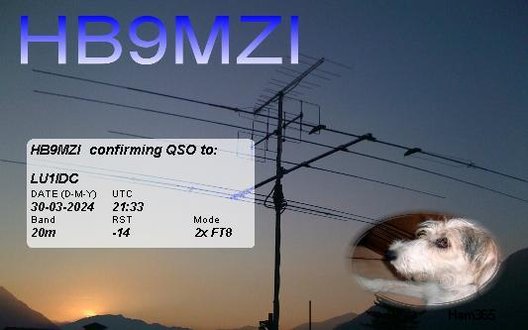 HB9MZI
HB9MZI confirming QSO to:
LU1IDC
DATE (D-M-Y) UTC
30-03-2024 21:33
Band RST Mode
20m -14 2x FT8
Ham365